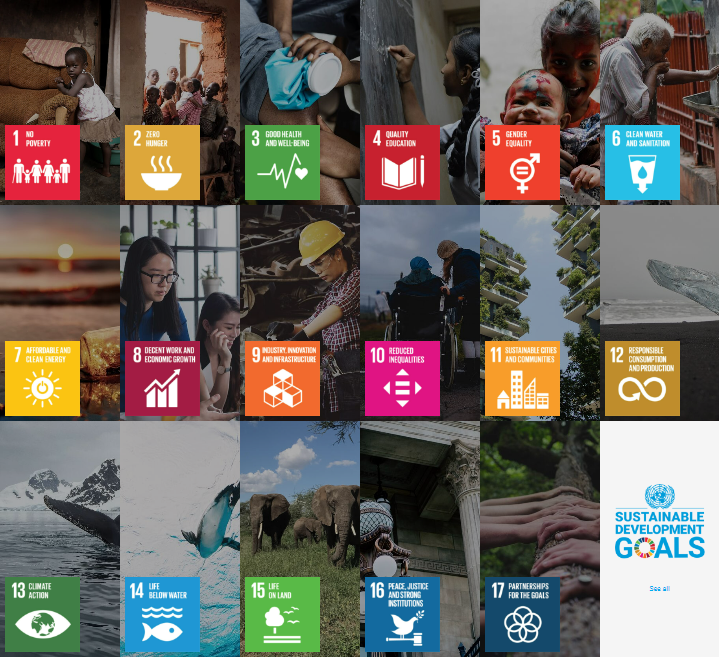 1 NO
POVERTY
2 ZERO
HUNGER
3 GOOD HEALTH
AND WELL-BEING
4 QUALITY
EDUCATION
5 GENDER
EQUALITY
6 CLEAN WATER
AND SANITATION
7 AFFORDABLE AND
CLEAN ENERGY
8 DECENT WORK AND
ECONOMIC GROWTH
9 INDUSTRY, INNOVATION
AND INFRASTRUCTURE
10 REDUCED
INEQUALITIES
11 SUSTAINABLE CITIES
AND COMMUNITIES
12 RESPONSIBLE
CONSUMPTION
AND PRODUCTION
13 CLIMATE
ACTION
14 LIFE
BELOW WATER
15 LIFE
ON LAND
16 PEACE, JUSTICE
AND STRONG
INSTITUTIONS
17 PARTNERSHIPS
FOR THE GOALS
SUSTAINABLE
DEVELOPMENT
GOALS
See all